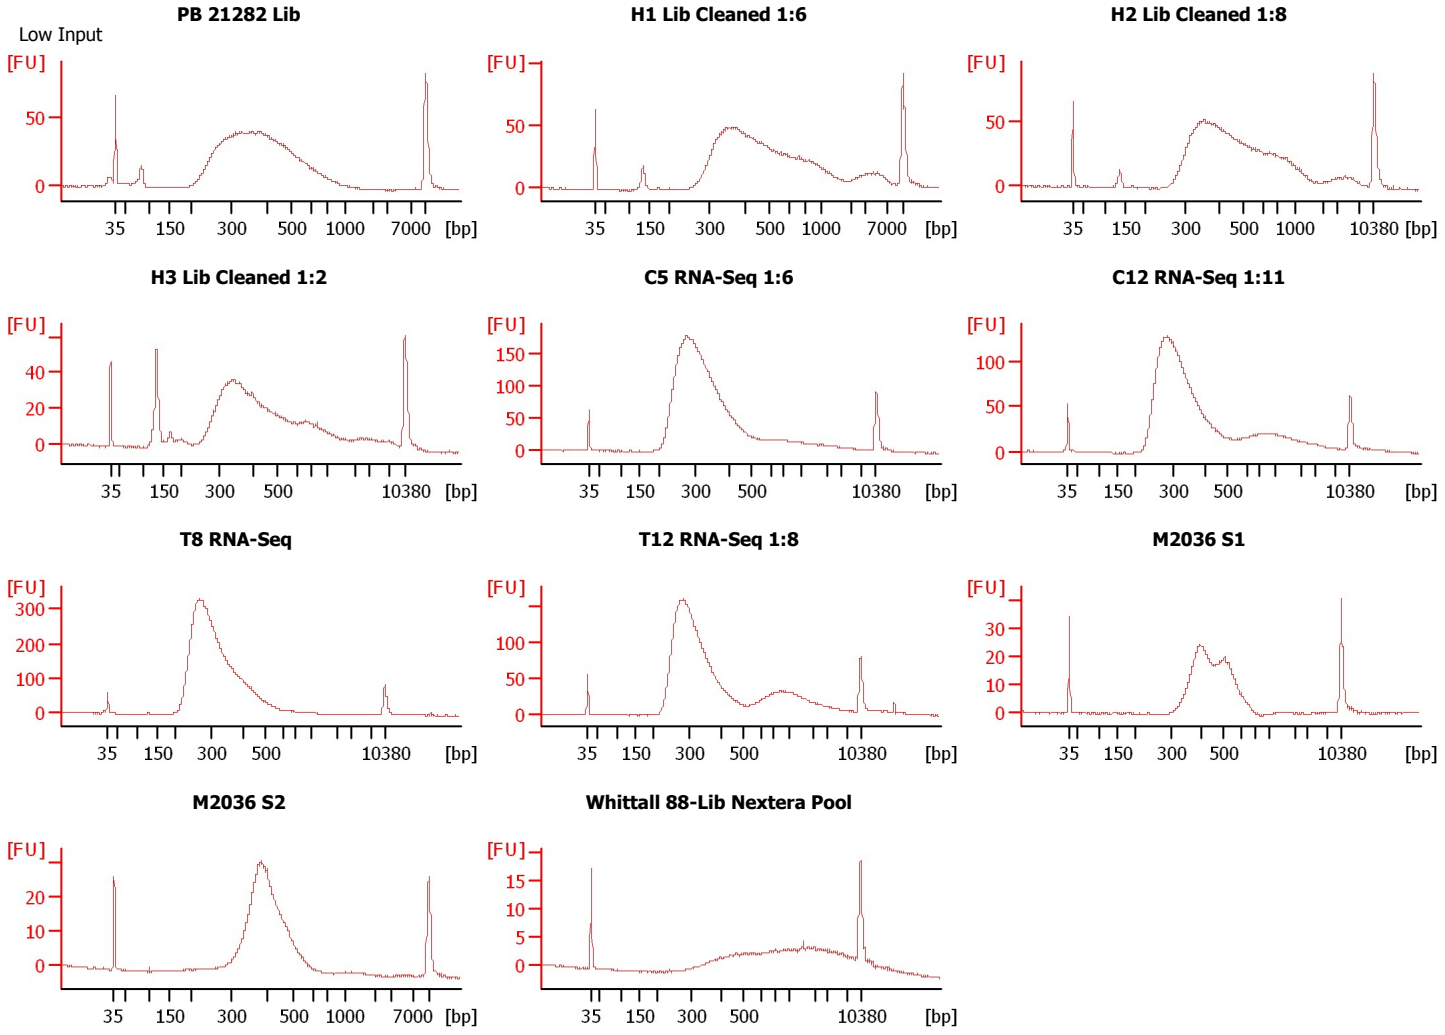 PB 21282 Lib
H1 Lib Cleaned 1:6
H2 Lib Cleaned 1:8
Low Input
[FU]
50
0
35 150 300 500 1000 7000 [bp]
[FU]
50
0
35 150 300 500 1000 7000 [bp]
[FU]
50
0
35 150 300 500 1000 10380 [bp]
H3 Lib Cleaned 1:2
C5 RNA-Seq 1:6
C12 RNA-Seq 1:11
[FU]
40
20
0
35 150 300 500 10380 [bp]
[FU]
150
100
50
0
35 150 300 500 10380 [bp]
[FU]
100
50
0
35 150 300 500 10380 [bp]
T8 RNA-Seq
T12 RNA-Seq 1:8
M2036 S1
[FU]
300
200
100
0
35 150 300 500 10380 [bp]
[FU]
100
50
0
35 150 300 500 10380 [bp]
[FU]
30
20
10
0
35 150 300 500 10380 [bp]
M2036 S2
Whittall 88-Lib Nextera Pool
[FU]
20
10
0
35 150 300 500 1000 7000 [bp]
[FU]
15
10
5
0
35 150 300 500 10380 [bp]